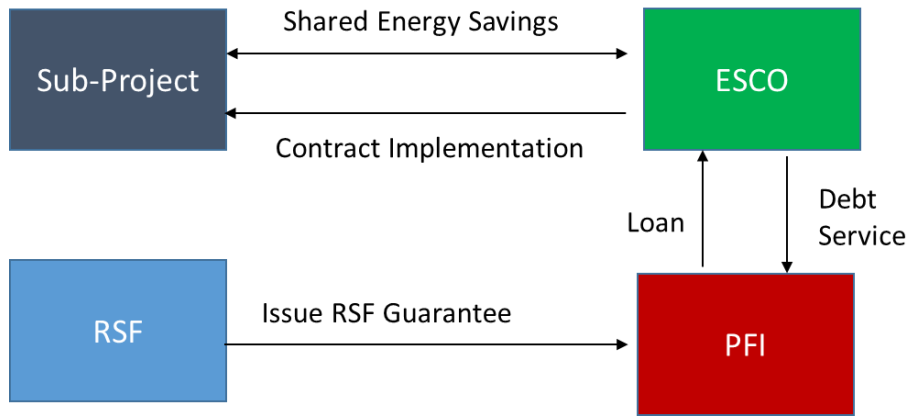 Shared Energy Savings
Sub-Project
ESCO
Contract Implementation
Loan
Debt
Service
RSF
Issue RSF Guarantee
PFI